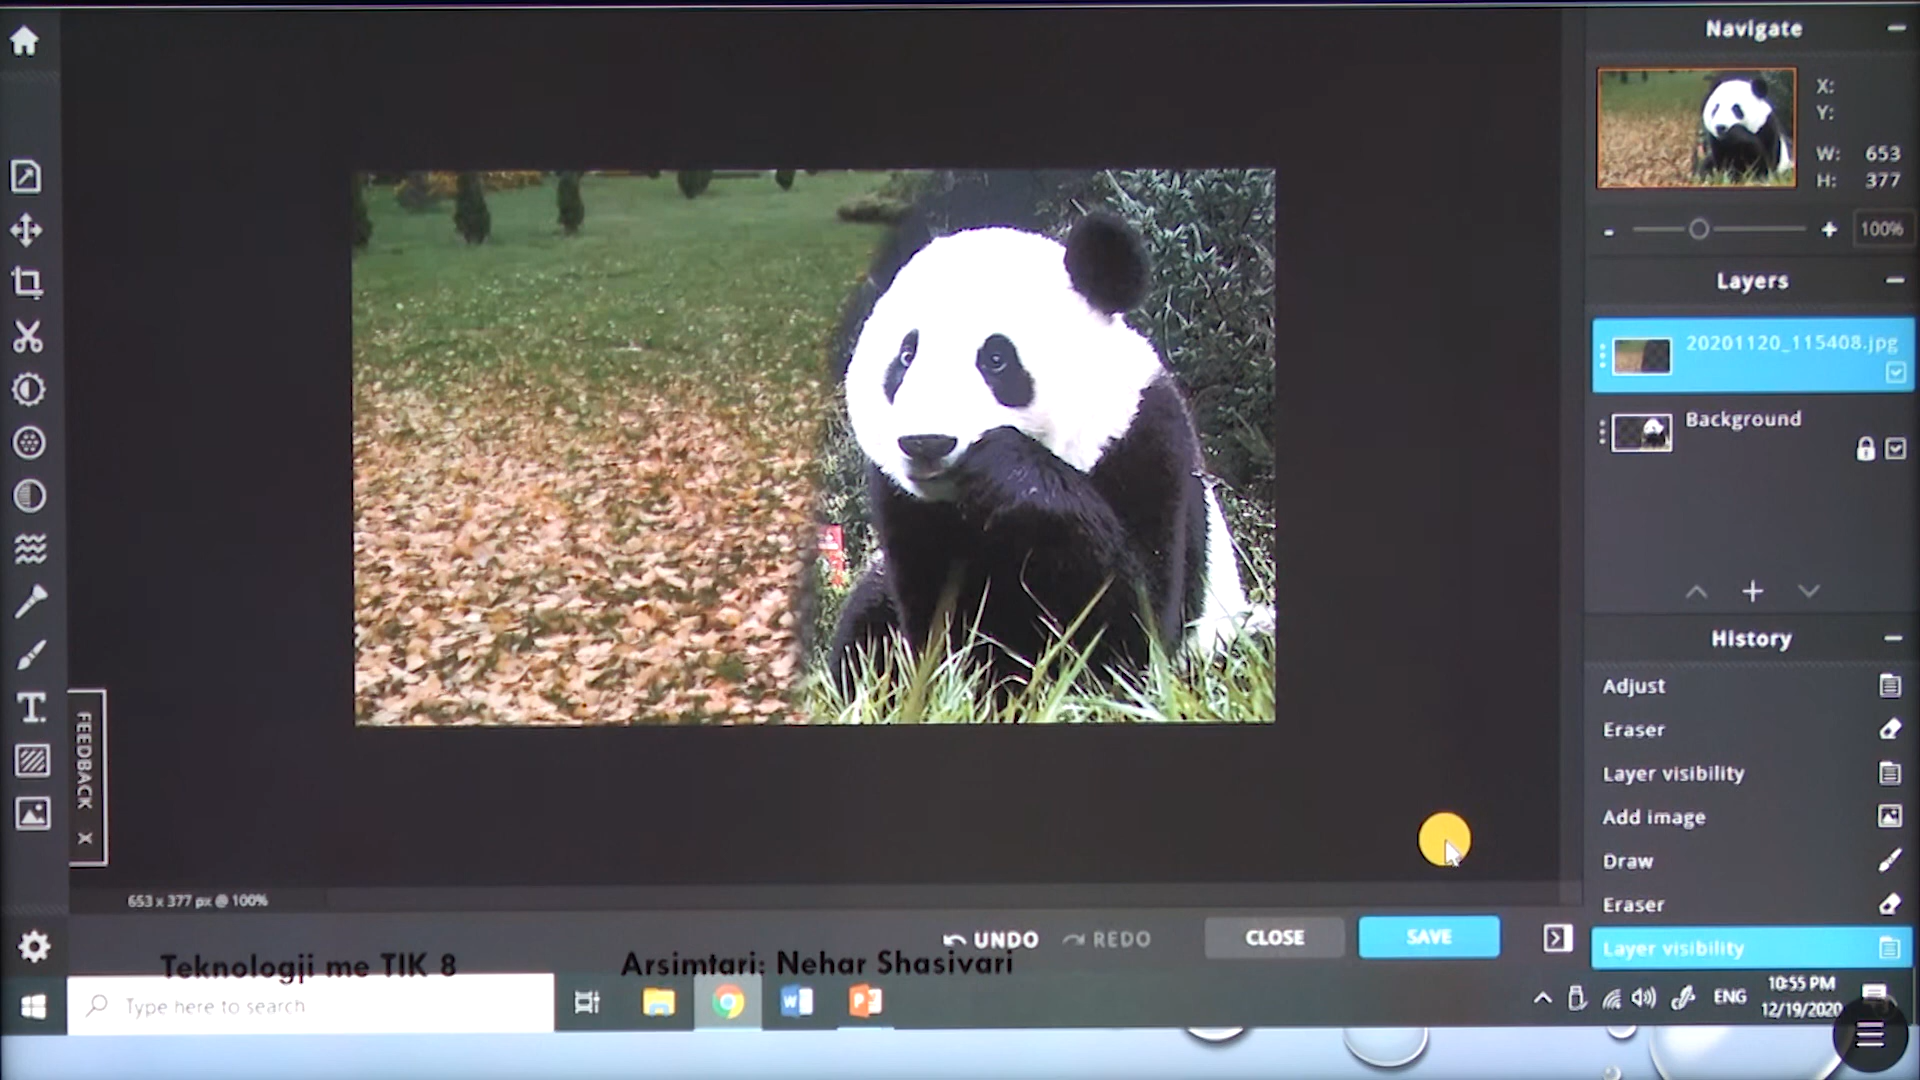 Navigate
X:
Y:
W: 653
H: 377
- + 100%
Layers
20201120_115408.jpg
Background
History
Adjust
Eraser
Layer visibility
Add image
Draw
Eraser
Layer visibility
FEEDBACK X
653 x 377 px @ 100%
UNDO REDO CLOSE SAVE
Teknologji me TIK 8 Arsimtari: Nehar Shasivari
Type here to search
ENG
10:55 PM
12/19/2020